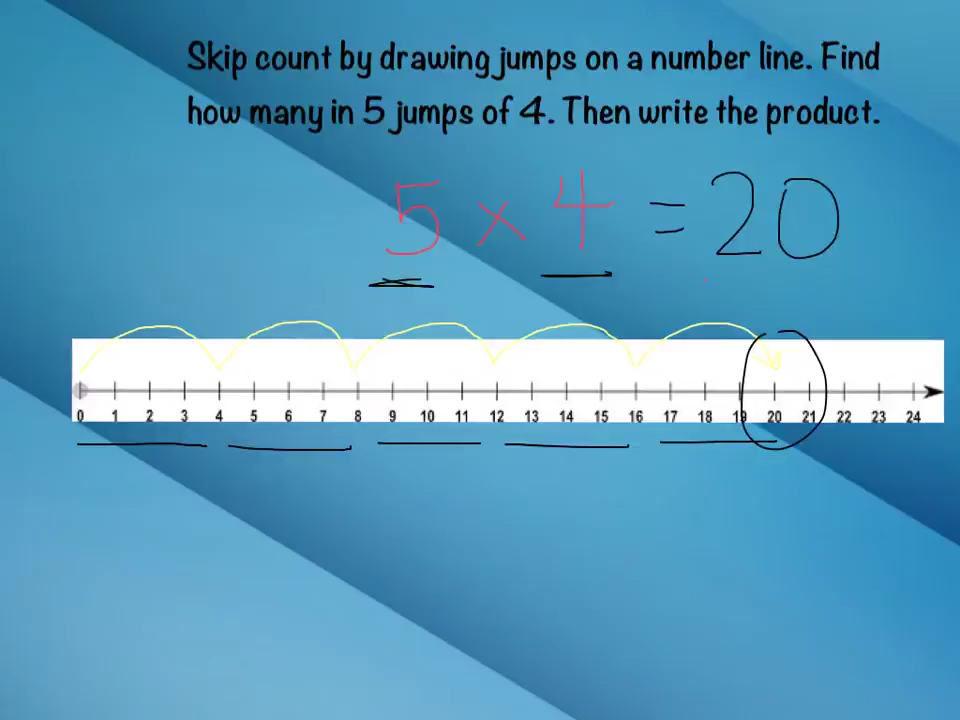 Skip count by drawing jumps on a number line. Find
how many in 5 jumps of 4. Then write the product.
5 × 4 = 20
0 1 2 3 4 5 6 7 8 9 10 11 12 13 14 15 16 17 18 19 20 21 22 23 24